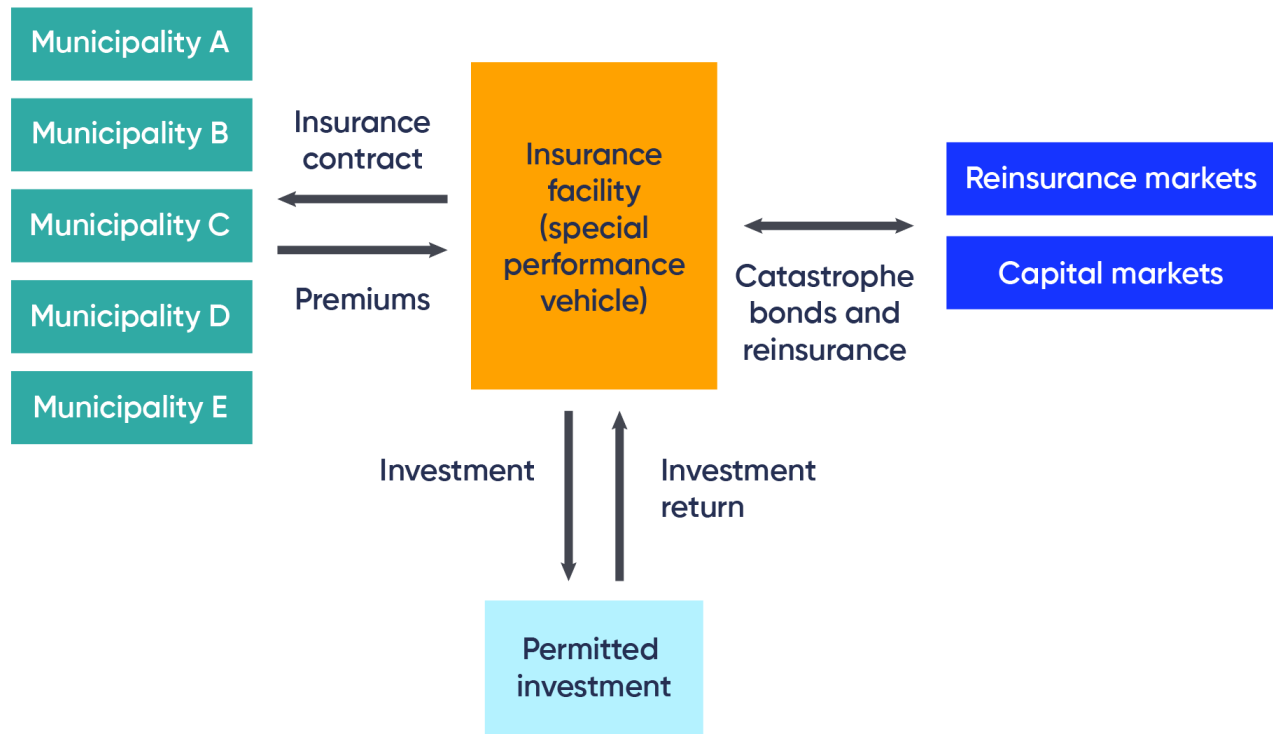 Municipality A
Municipality B
Municipality C
Municipality D
Municipality E
Insurance
contract
Premiums
Insurance
facility
(special
performance
vehicle)
Catastrophe
bonds and
reinsurance
Reinsurance markets
Capital markets
Investment
Investment
return
Permitted
investment